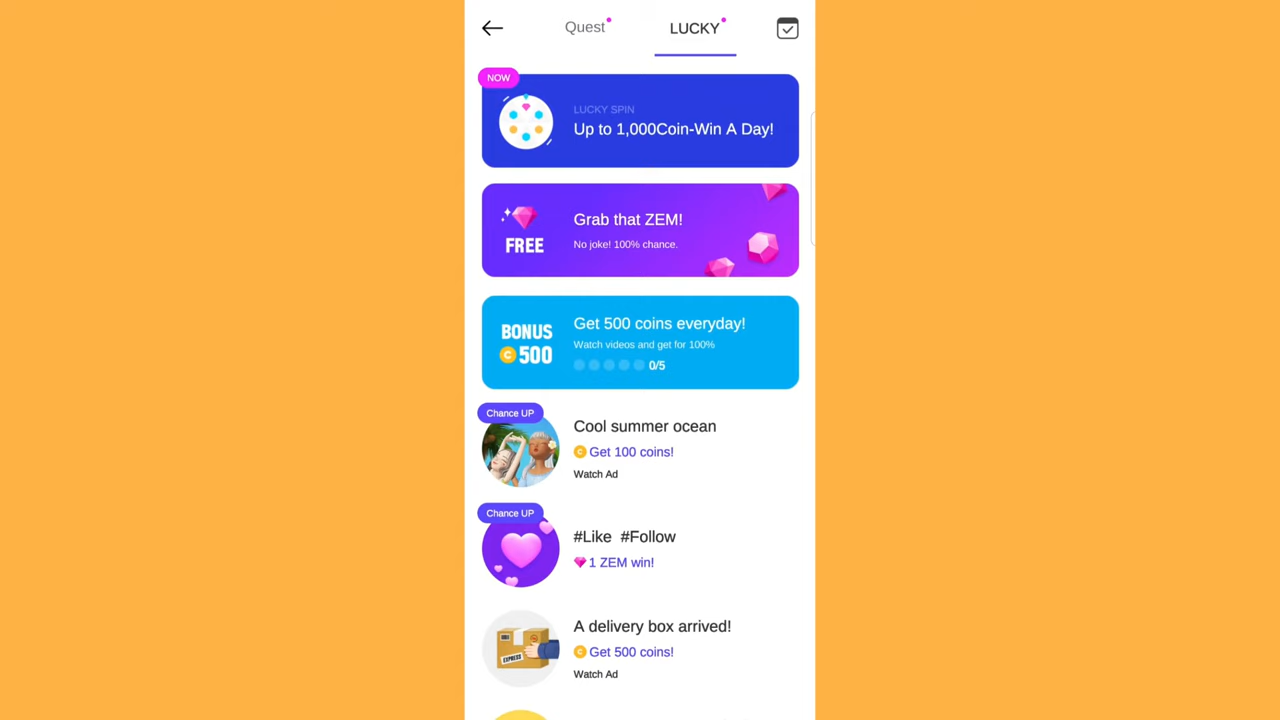 Quest
LUCKY
NOW
LUCKY SPIN
Up to 1,000Coin-Win A Day!
Grab that ZEM!
FREE
No joke! 100% chance.
BONUS
C 500
Get 500 coins everyday!
Watch videos and get for 100%
0/5
Chance UP
Cool summer ocean
C Get 100 coins!
Watch Ad
Chance UP
#Like #Follow
1 ZEM win!
A delivery box arrived!
C Get 500 coins!
Watch Ad
EXPRESS